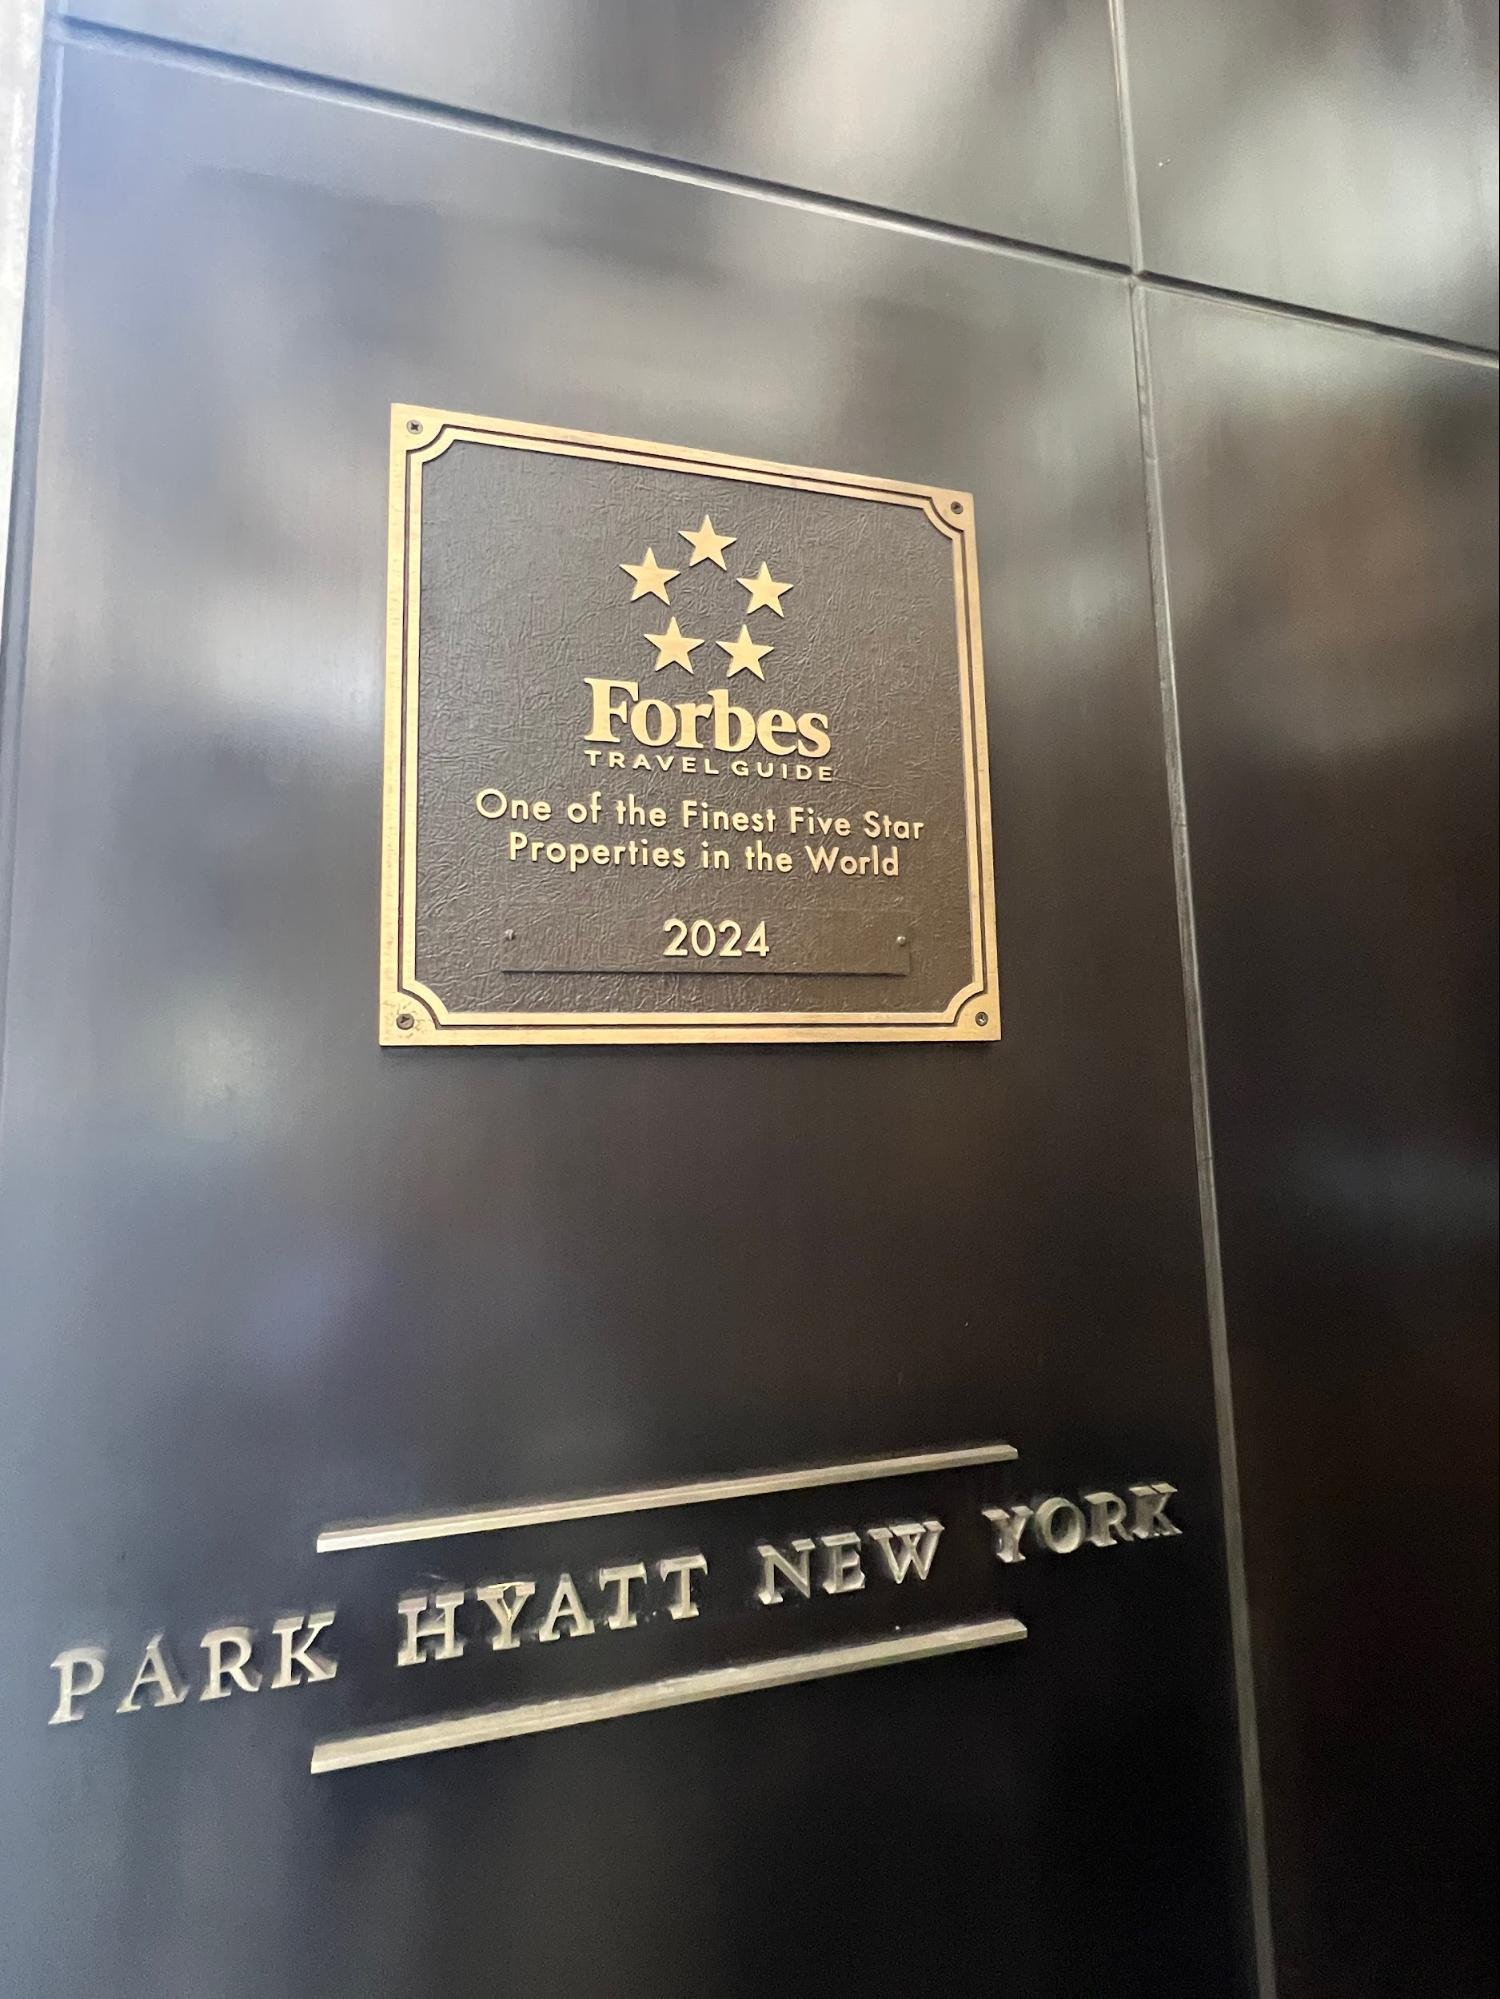 Forbes
TRAVEL GUIDE
One of the Finest Five Star
Properties in the World
2024
PARK HYATT NEW YORK